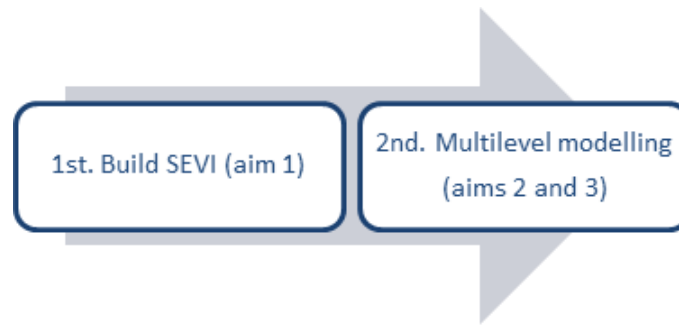 1st. Build SEVI (aim 1)
2nd. Multilevel modelling
(aims 2 and 3)